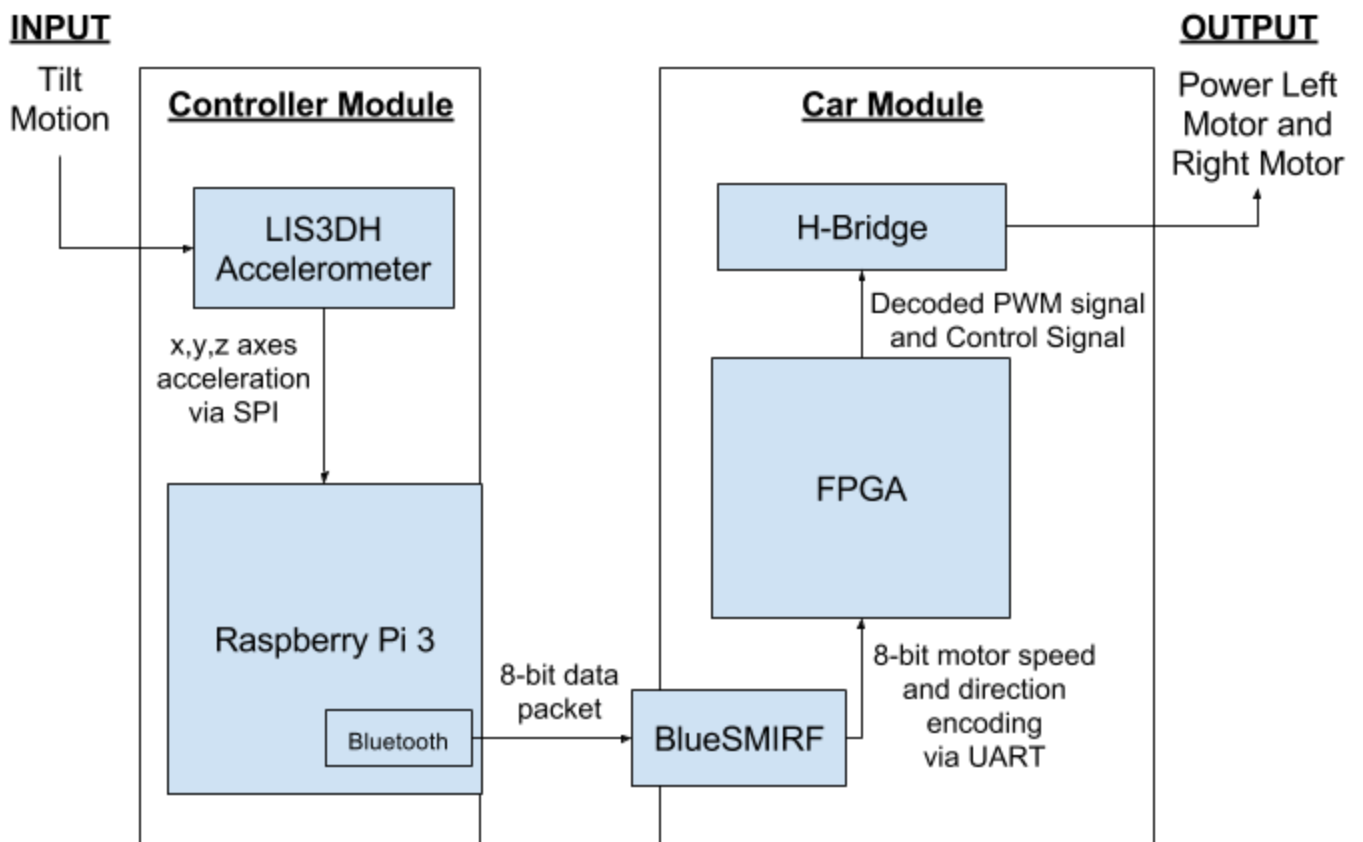 INPUT
Tilt
Motion
Controller Module
LIS3DH
Accelerometer
x,y,z axes
acceleration
via SPI
Raspberry Pi 3
Bluetooth
8-bit data
packet
Car Module
H-Bridge
Decoded PWM signal
and Control Signal
FPGA
BlueSMIRF
8-bit motor speed
and direction
encoding
via UART
OUTPUT
Power Left
Motor and
Right Motor